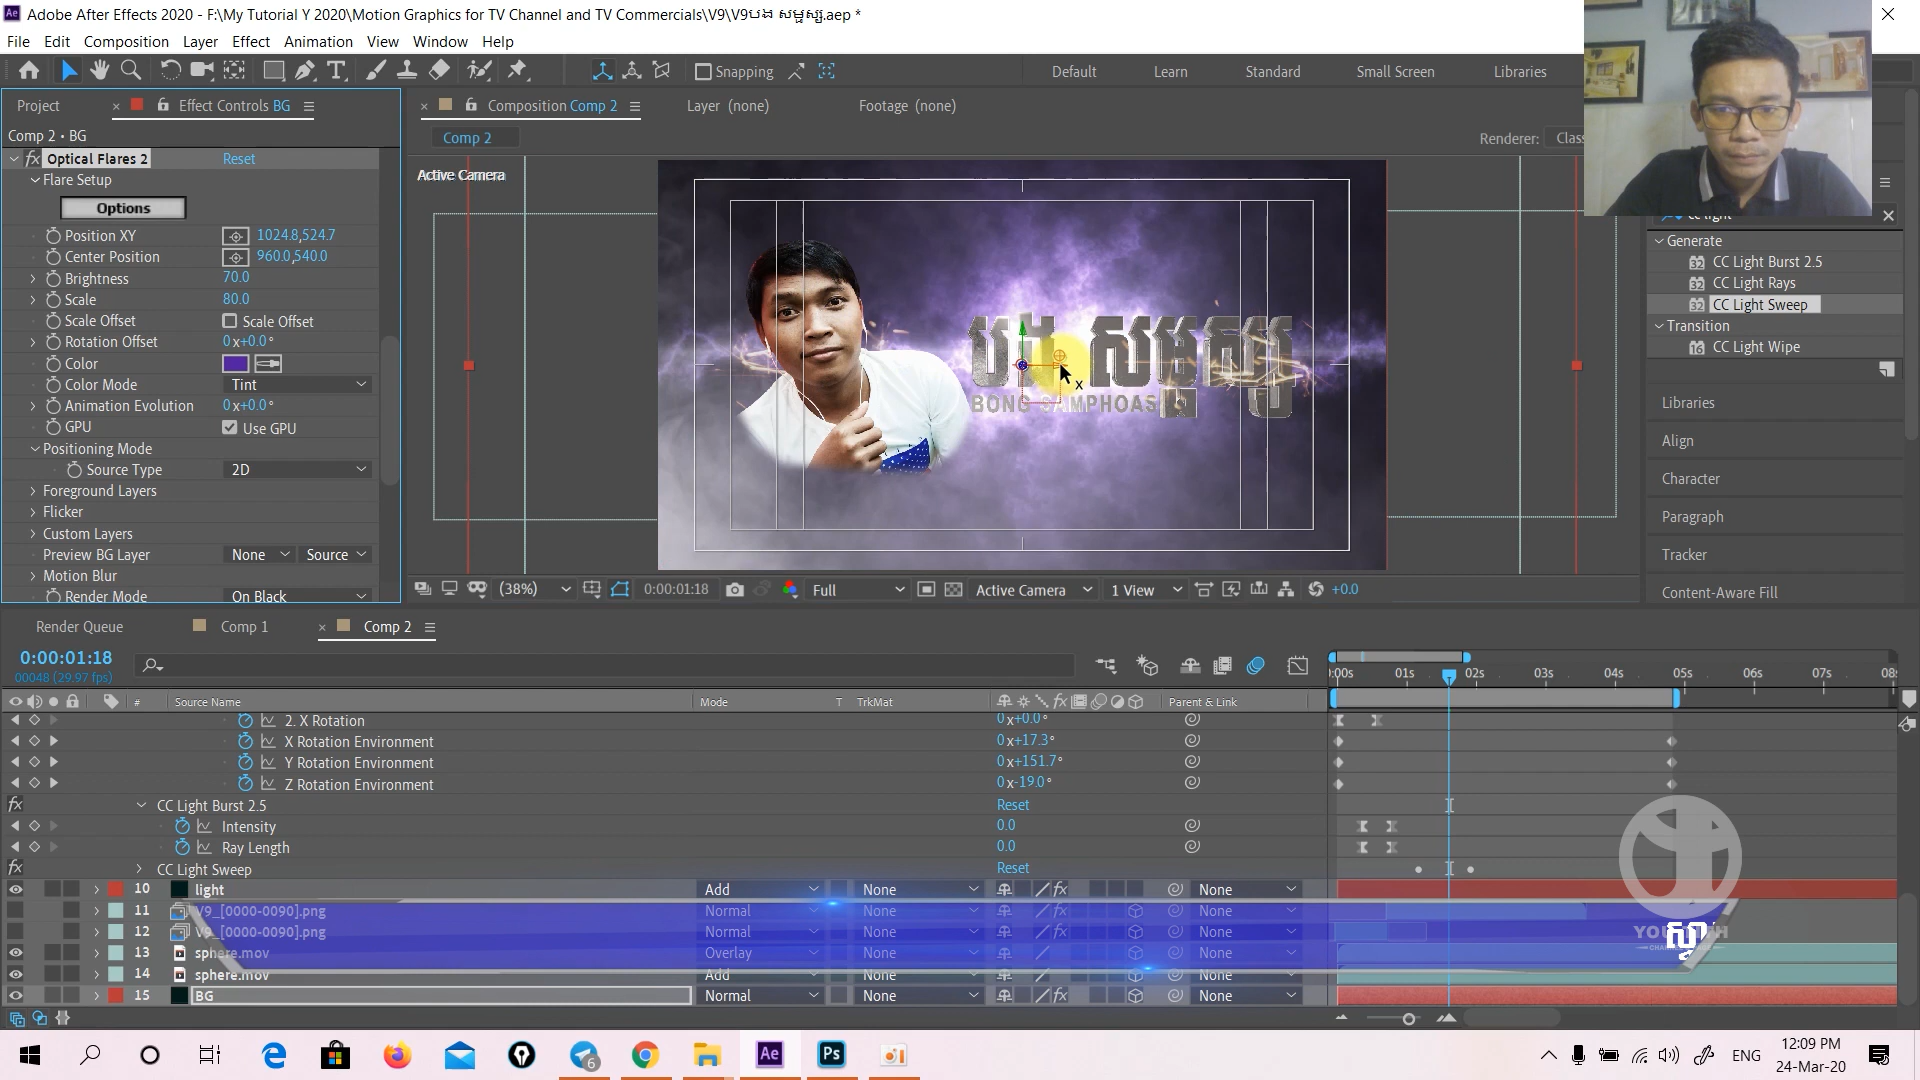 Adobe After Effects 2020 - F:\My Tutorial Y 2020\Motion Graphics for TV Channel and TV Commercials\V9\V9បង សម្ផស្ស.aep *
File Edit Composition Layer Effect Animation View Window Help
Snapping
Default Learn Standard Small Screen Libraries
Project Effect Controls BG
Composition Comp 2 Layer (none) Footage (none)
Comp 2 • BG
Comp 2
Renderer: Class
fx Optical Flares 2 Reset
Flare Setup
Options
Position XY 1024.8,524.7
Center Position 960.0,540.0
Brightness 70.0
Scale 80.0
Scale Offset Scale Offset
Rotation Offset 0x+0.0°
Color
Color Mode Tint
Animation Evolution 0x+0.0°
GPU Use GPU
Positioning Mode
Source Type 2D
Foreground Layers
Flicker
Custom Layers
Preview BG Layer None Source
Motion Blur
Render Mode On Black
Active Camera
BONG SAMPHOAS
x
(38%) 0:00:01:18 Full Active Camera 1 View +0.0
cc light
Generate
CC Light Burst 2.5
CC Light Rays
CC Light Sweep
Transition
CC Light Wipe
Libraries
Align
Character
Paragraph
Tracker
Content-Aware Fill
Render Queue Comp 1 Comp 2
0:00:01:18
00048 (29.97 fps)
:00s 01s 02s 03s 04s 05s 06s 07s 08s
# Source Name Mode T TrkMat Parent & Link
2. X Rotation 0x+0.0°
X Rotation Environment 0x+17.3°
Y Rotation Environment 0x+151.7°
Z Rotation Environment 0x-19.0°
fx CC Light Burst 2.5 Reset
Intensity 0.0
Ray Length 0.0
fx CC Light Sweep Reset
10 light Add None None
11 V9_[0000-0090].png Normal None None
12 V9_[0000-0090].png Normal None None
13 sphere.mov Overlay None None
14 sphere.mov Add None None
15 BG Normal None None
Ae Ps
6
ENG
12:09 PM
24-Mar-20